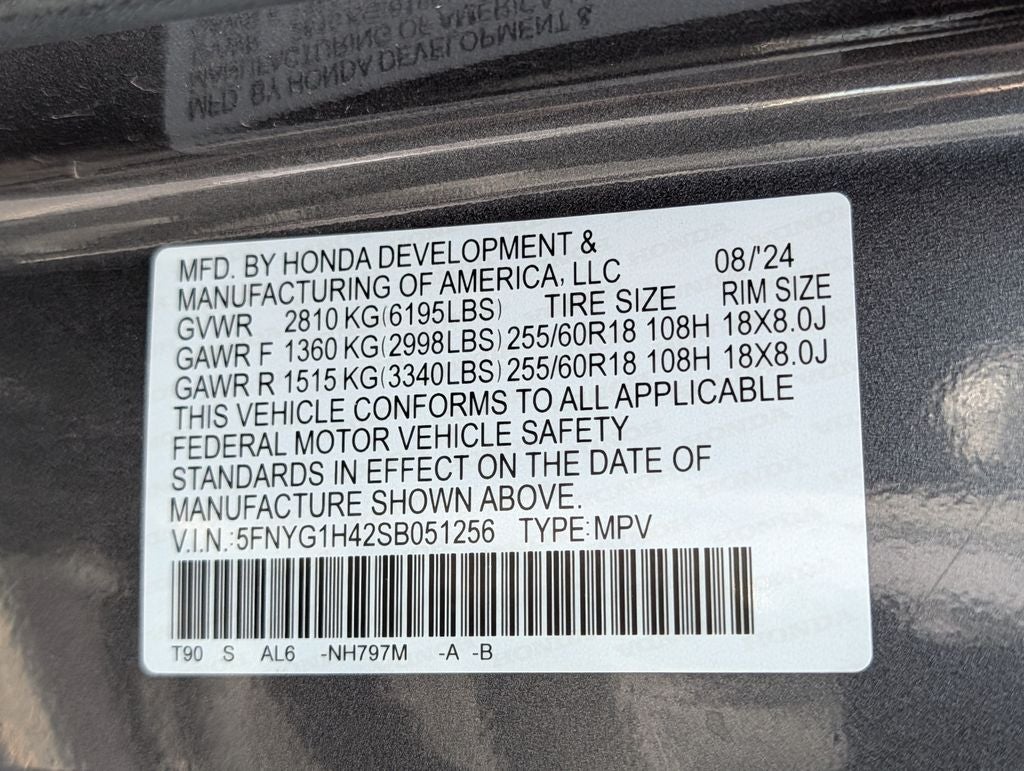 MFD. BY HONDA DEVELOPMENT &
MANUFACTURING OF AMERICA, LLC 08/'24
GVWR 2810 KG(6195LBS) TIRE SIZE RIM SIZE
GAWR F 1360 KG(2998LBS) 255/60R18 108H 18X8.0J
GAWR R 1515 KG(3340LBS) 255/60R18 108H 18X8.0J
THIS VEHICLE CONFORMS TO ALL APPLICABLE
FEDERAL MOTOR VEHICLE SAFETY
STANDARDS IN EFFECT ON THE DATE OF
MANUFACTURE SHOWN ABOVE.
V.I.N.:5FNYG1H42SB051256 TYPE:MPV
T90 S AL6 -NH797M -A -B